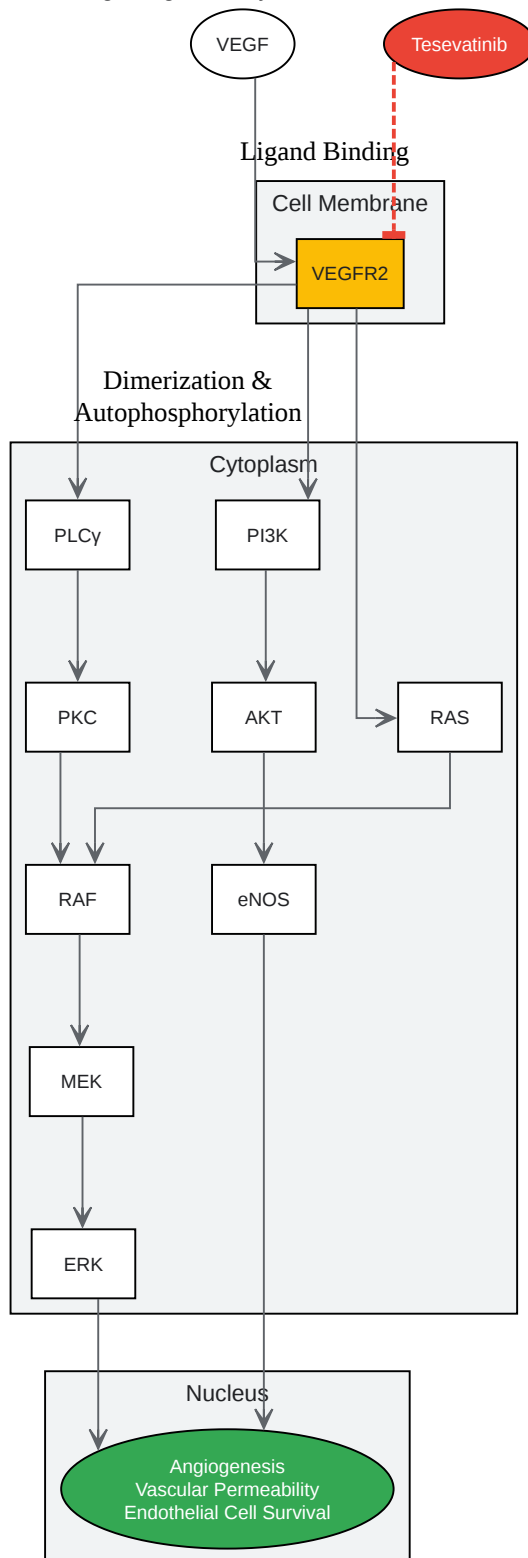 VEGF
Tesevatinib
Ligand Binding
Cell Membrane
VEGFR2
Dimerization &
Autophosphorylation
Cytoplasm
PLCγ
PI3K
PKC
AKT
RAS
RAF
eNOS
MEK
ERK
Nucleus
Angiogenesis
Vascular Permeability
Endothelial Cell Survival